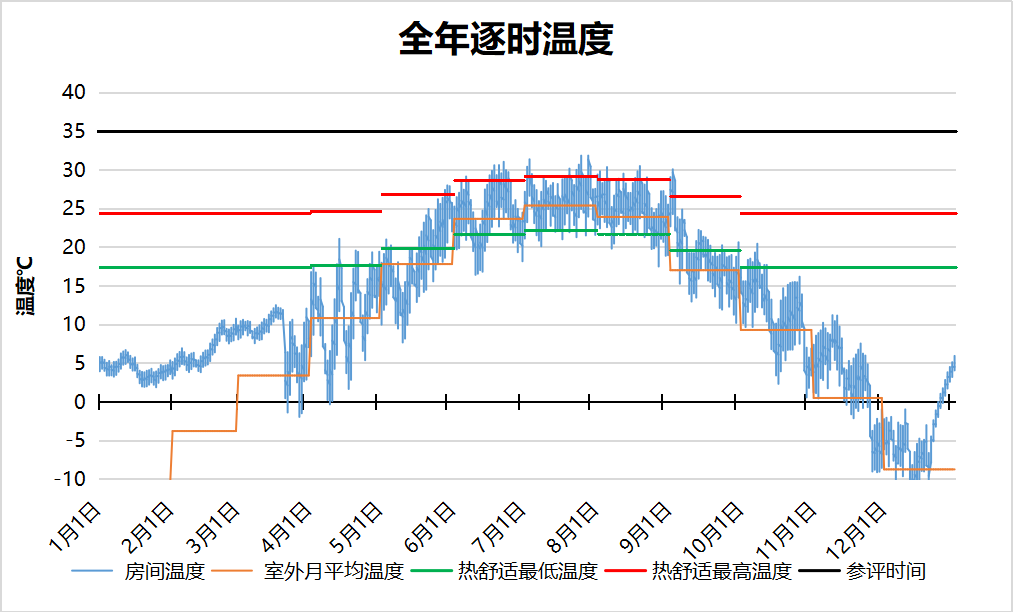 全年逐时温度
40
35
30
25
20
15
10
5
0
-5
-10
温度℃
1月1日
2月1日
3月1日
4月1日
5月1日
6月1日
7月1日
8月1日
9月1日
10月1日
11月1日
12月1日
房间温度 室外月平均温度 热舒适最低温度 热舒适最高温度 参评时间